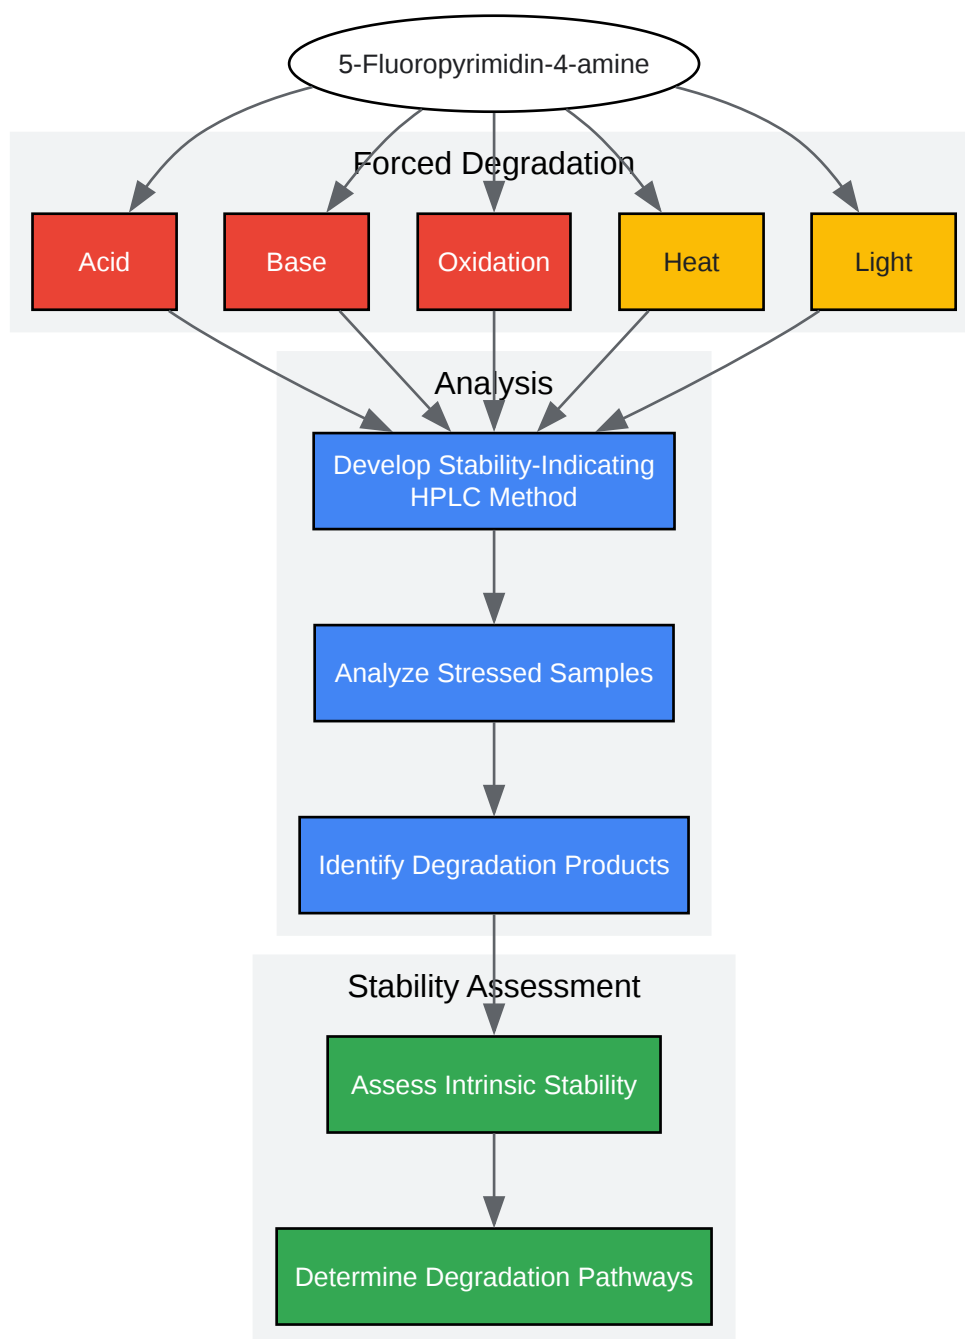 5-Fluoropyrimidin-4-amine
Forced Degradation
Acid
Base
Oxidation
Heat
Light
Analysis
Develop Stability-Indicating
HPLC Method
Analyze Stressed Samples
Identify Degradation Products
Stability Assessment
Assess Intrinsic Stability
Determine Degradation Pathways